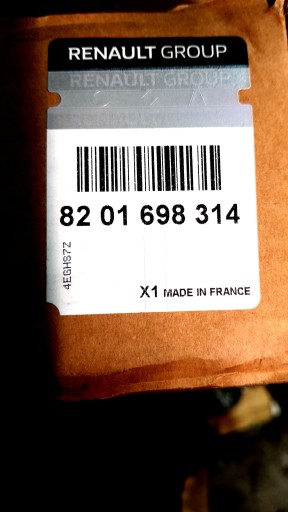 RENAULT GROUP
RENAULT GROUP
82 01 698 314
4EGHS7Z
X1 MADE IN FRANCE